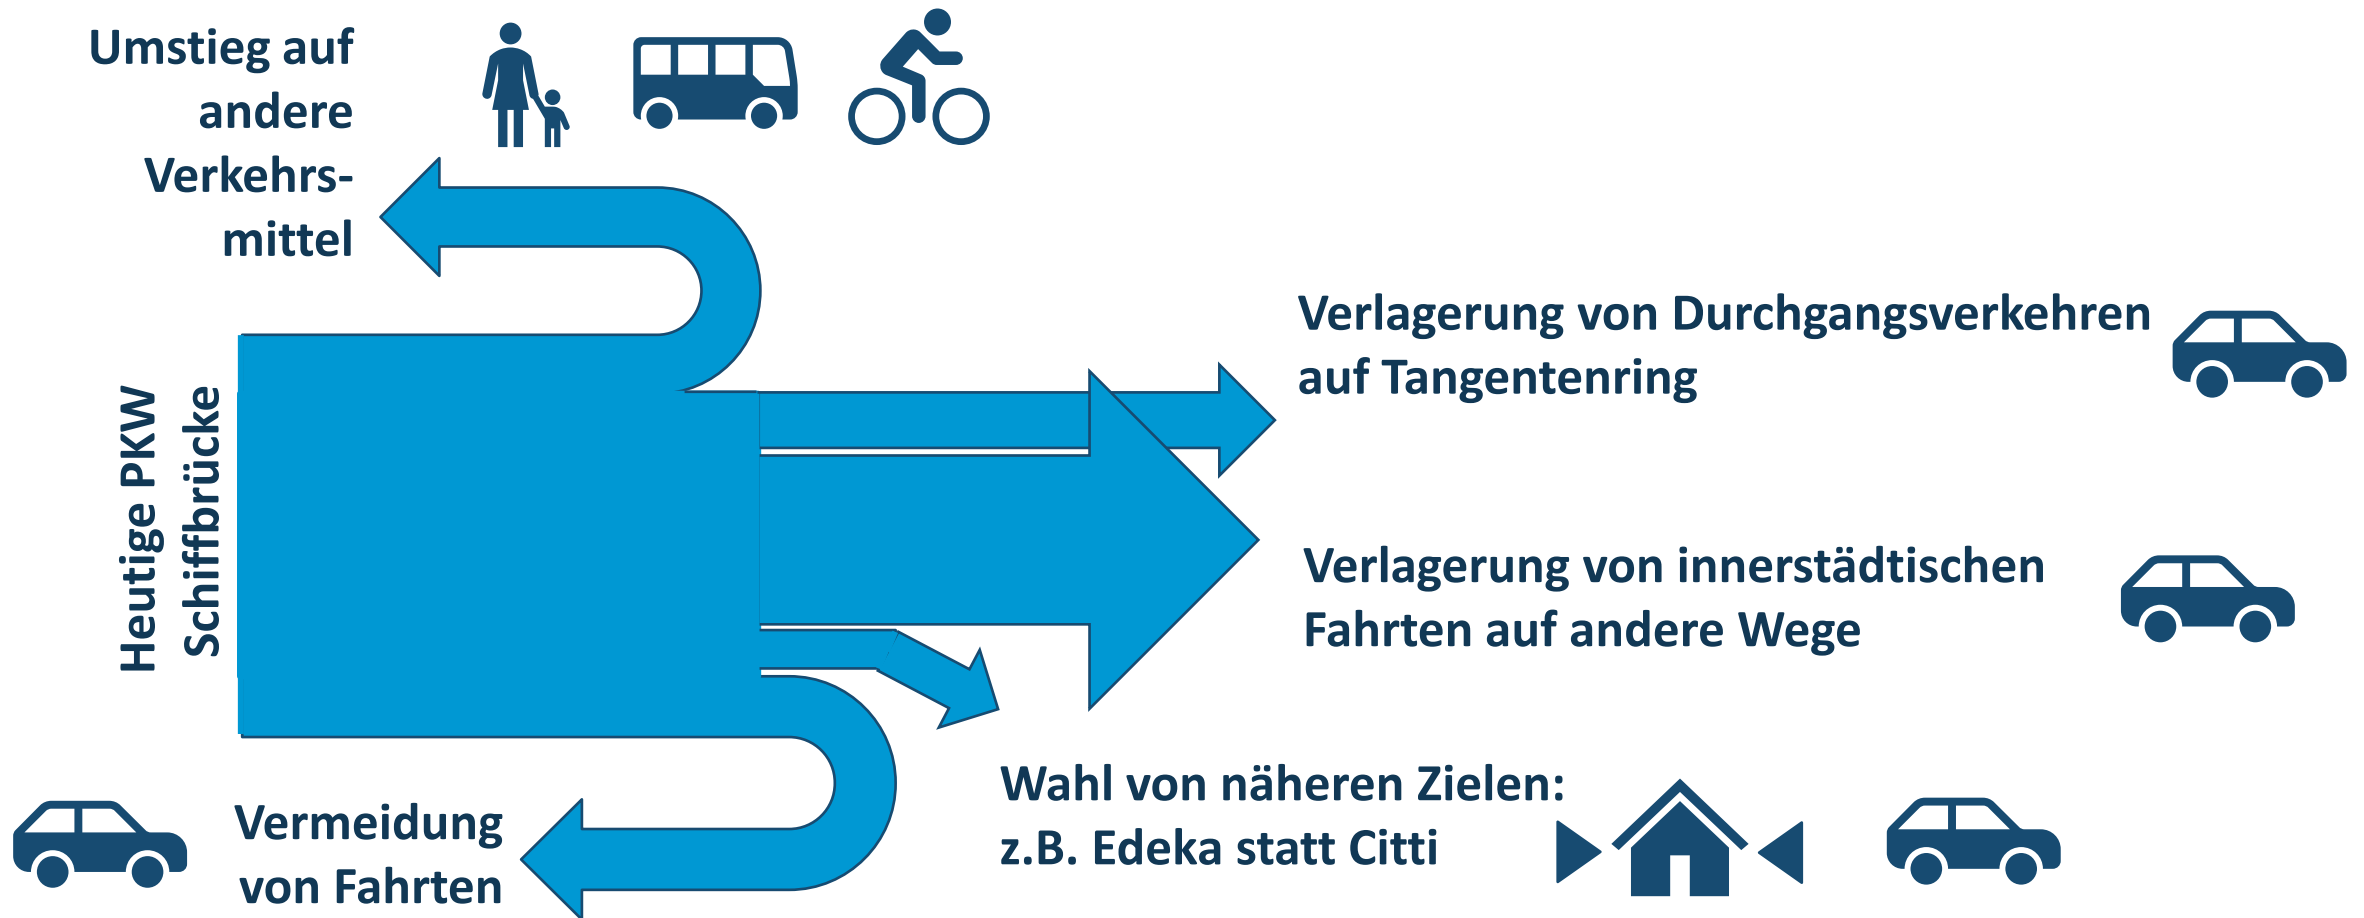 Umstieg auf
andere
Verkehrs-
mittel
Verlagerung von Durchgangsverkehren
auf Tangentenring
Heutige PKW
Schiffbrücke
Verlagerung von innerstädtischen
Fahrten auf andere Wege
Wahl von näheren Zielen:
z.B. Edeka statt Citti
Vermeidung
von Fahrten